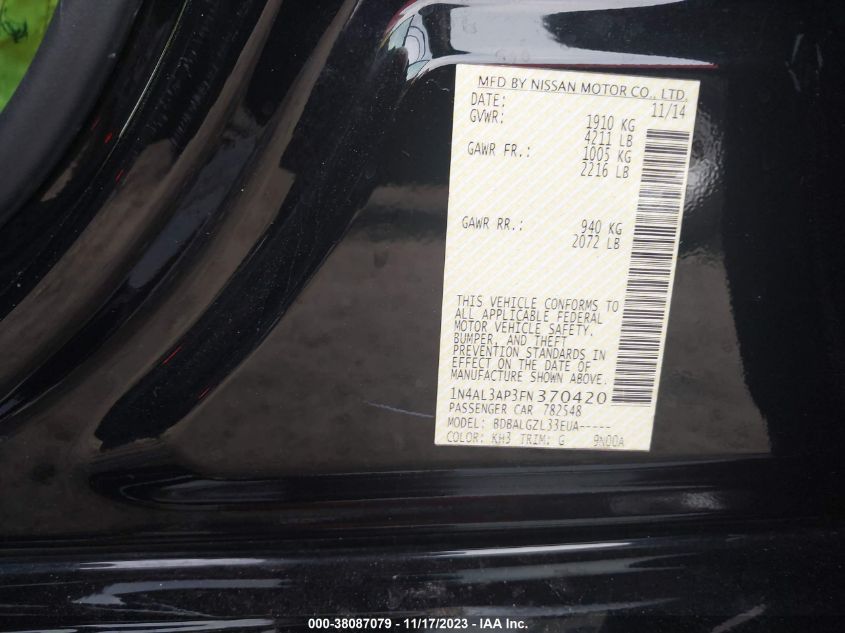 MFD BY NISSAN MOTOR CO., LTD.
DATE: 11/14
GVWR: 1910 KG
4211 LB
GAWR FR.: 1005 KG
2216 LB
GAWR RR.: 940 KG
2072 LB
THIS VEHICLE CONFORMS TO
ALL APPLICABLE FEDERAL
MOTOR VEHICLE SAFETY,
BUMPER, AND THEFT
PREVENTION STANDARDS IN
EFFECT ON THE DATE OF
MANUFACTURE SHOWN ABOVE.
1N4AL3AP3FN370420
PASSENGER CAR 782548
MODEL: BDBALGZL33EUA-----
COLOR: KH3 TRIM: G 9N00A
000-38087079 - 11/17/2023 - IAA Inc.